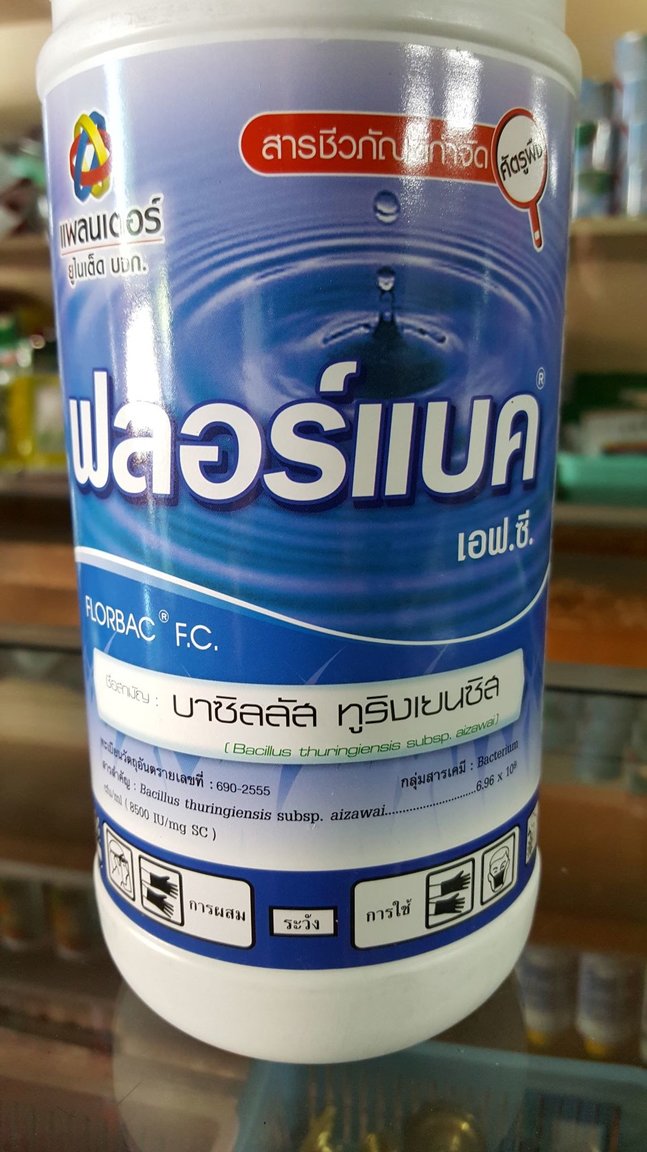 สารชีวภัณฑ์กำจัด
ศัตรูพืช
แพลนเตอร์
ยูไนเต็ด บจก.
ฟลอร์แบค®
เอฟ.ซี.
FLORBAC® F.C.
ชื่อสามัญ : บาซิลลัส ทูริงเยนซิส
(Bacillus thuringiensis subsp. aizawai)
ทะเบียนวัตถุอันตรายเลขที่ : 690-2555
กลุ่มสารเคมี : Bacterium
สารสำคัญ : Bacillus thuringiensis subsp. aizawai........................6.96 x 10⁸
( 8500 IU/mg SC )
การผสม
ระวัง
การใช้